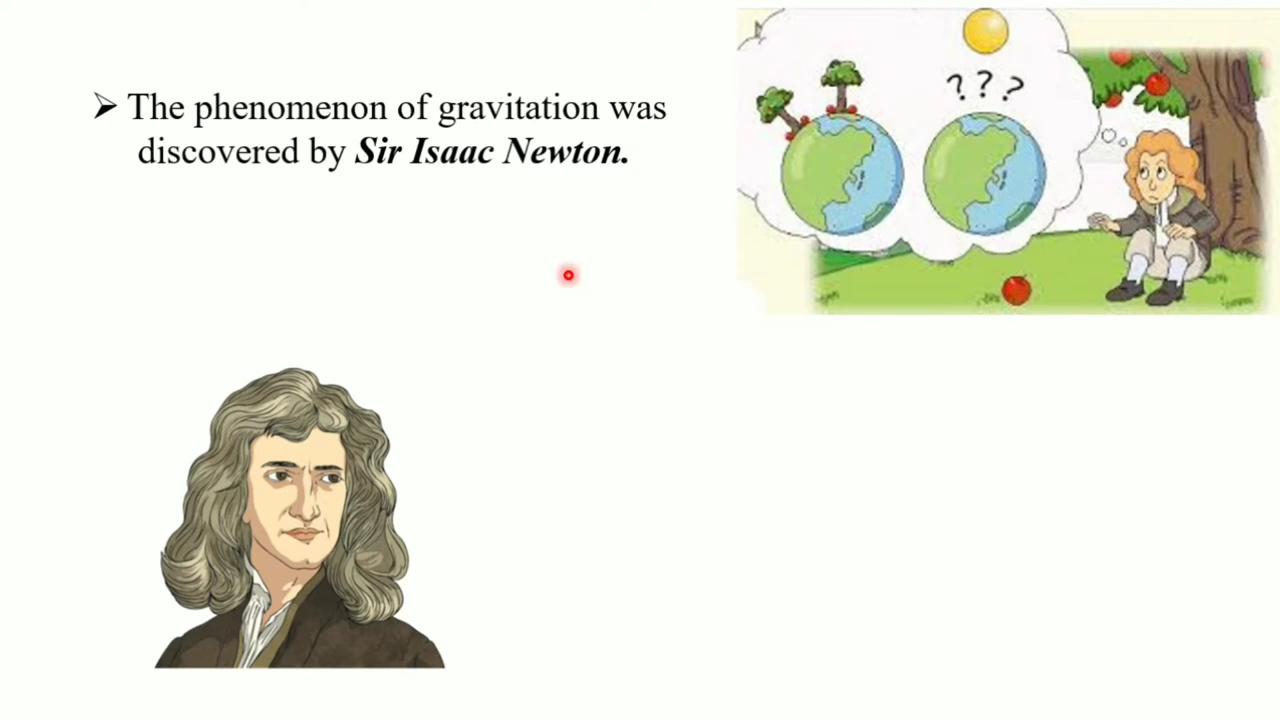 ➢ The phenomenon of gravitation was
discovered by Sir Isaac Newton.
? ? ?